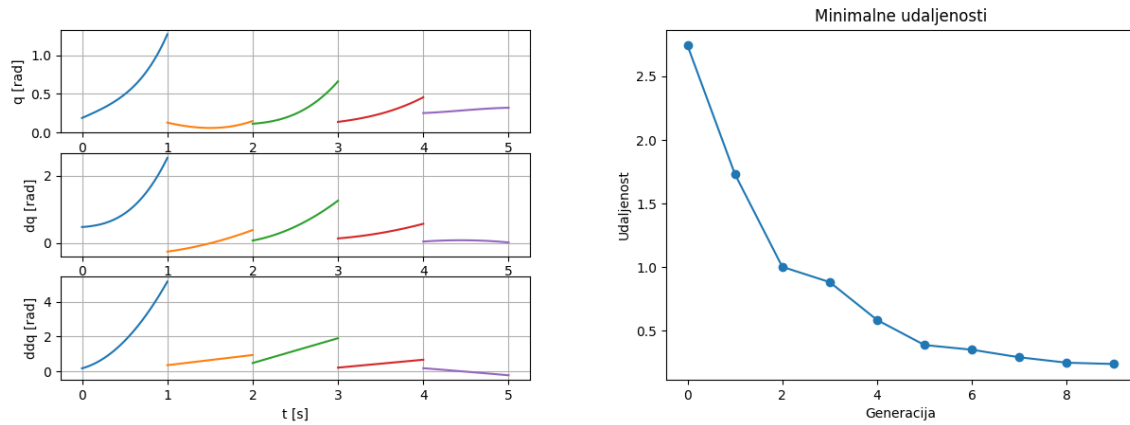 q [rad]
1.0
0.5
0.0
0 1 2 3 4 5
dq [rad]
2
0
0 1 2 3 4 5
ddq [rad]
4
2
0
0 1 2 3 4 5
t [s]
Minimalne udaljenosti
Udaljenost
2.5
2.0
1.5
1.0
0.5
0 2 4 6 8
Generacija